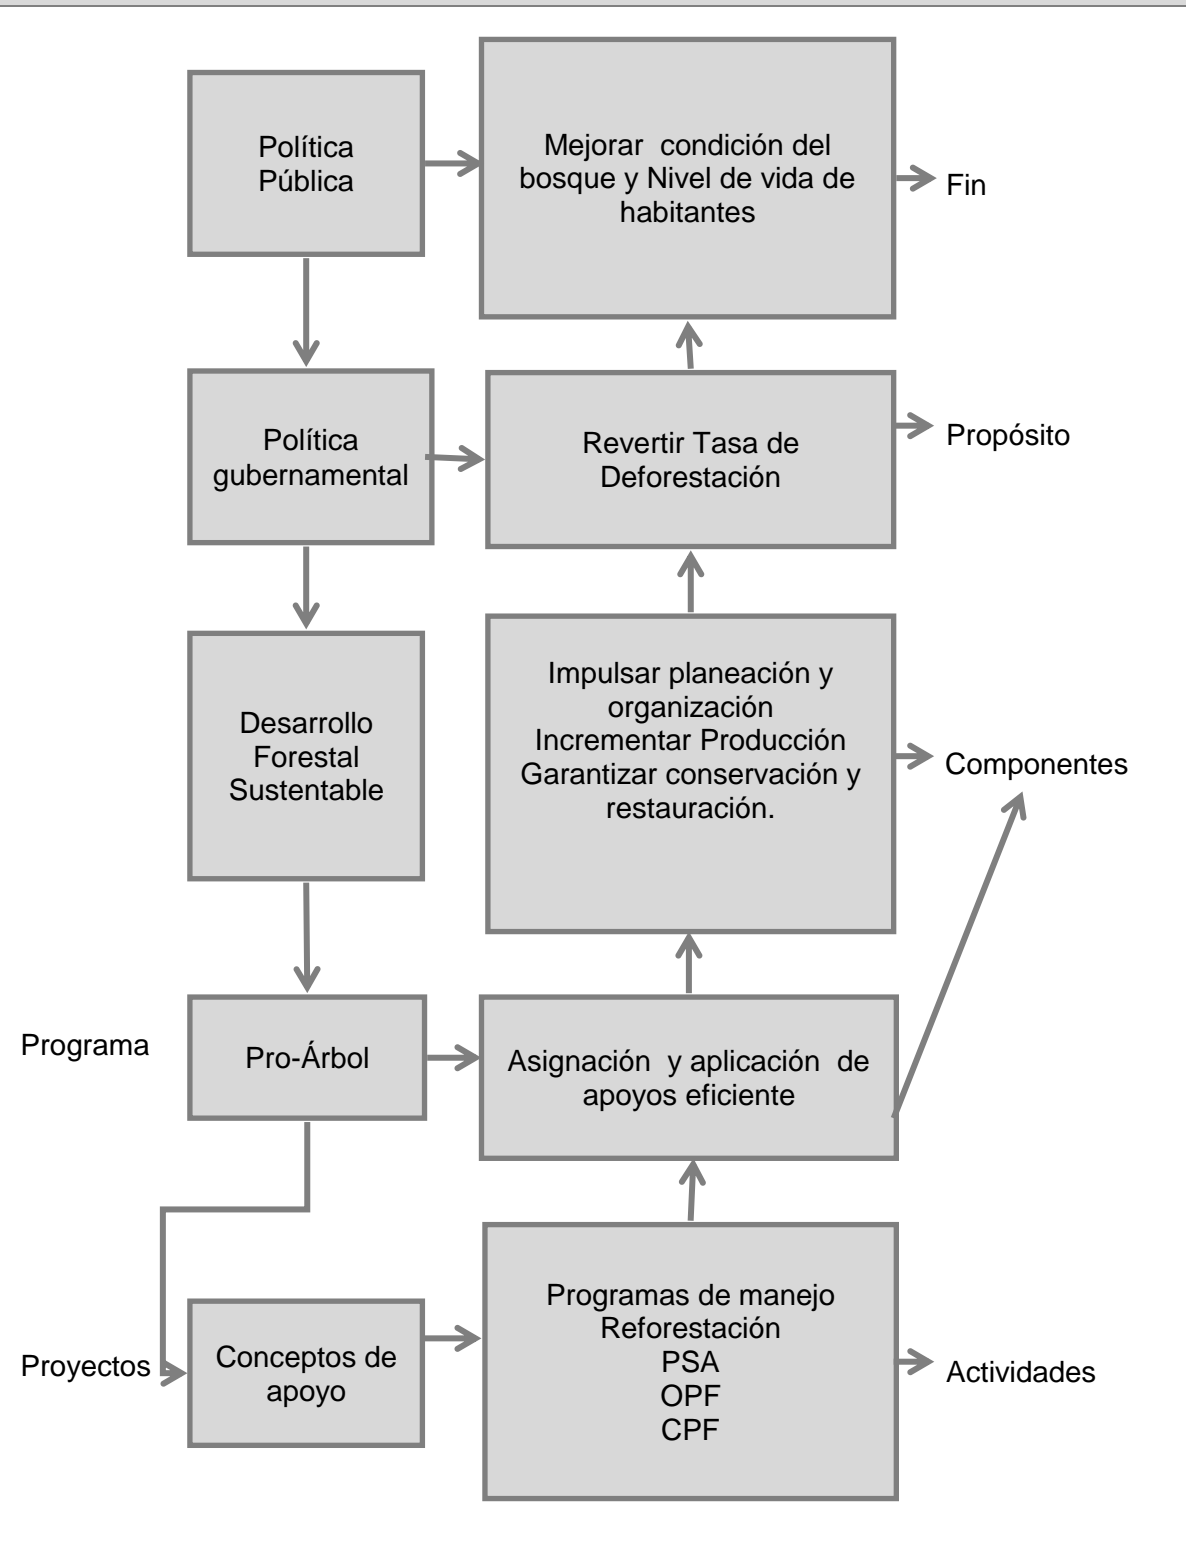 Política
Pública
Mejorar condición del
bosque y Nivel de vida de
habitantes
Fin
Política
gubernamental
Revertir Tasa de
Deforestación
Propósito
Desarrollo
Forestal
Sustentable
Impulsar planeación y
organización
Incrementar Producción
Garantizar conservación y
restauración.
Componentes
Programa
Pro-Árbol
Asignación y aplicación de
apoyos eficiente
Proyectos
Conceptos de
apoyo
Programas de manejo
Reforestación
PSA
OPF
CPF
Actividades